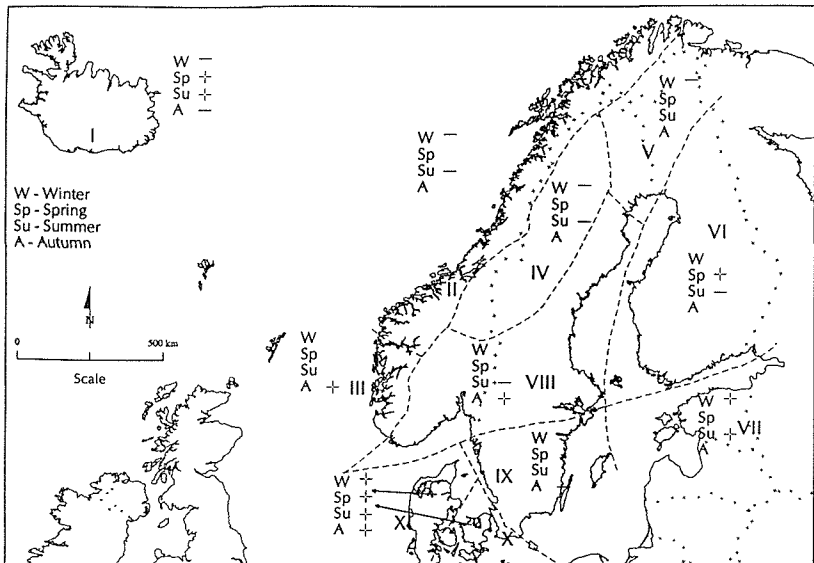 W —
Sp +
Su +
A —
I
W - Winter
Sp - Spring
Su - Summer
A - Autumn
N
0 500 km
Scale
W —
Sp
Su —
A
W —
Sp
Su
A
V
W —
Sp
Su —
A
IV
VI
W
Sp +
Su —
A
II
W
Sp
Su
A +
III
W
Sp
Su —
A +
VIII
W +
Sp
Su +
A
VII
W
Sp
Su
A
IX
W +
Sp +
Su +
A +
X
X